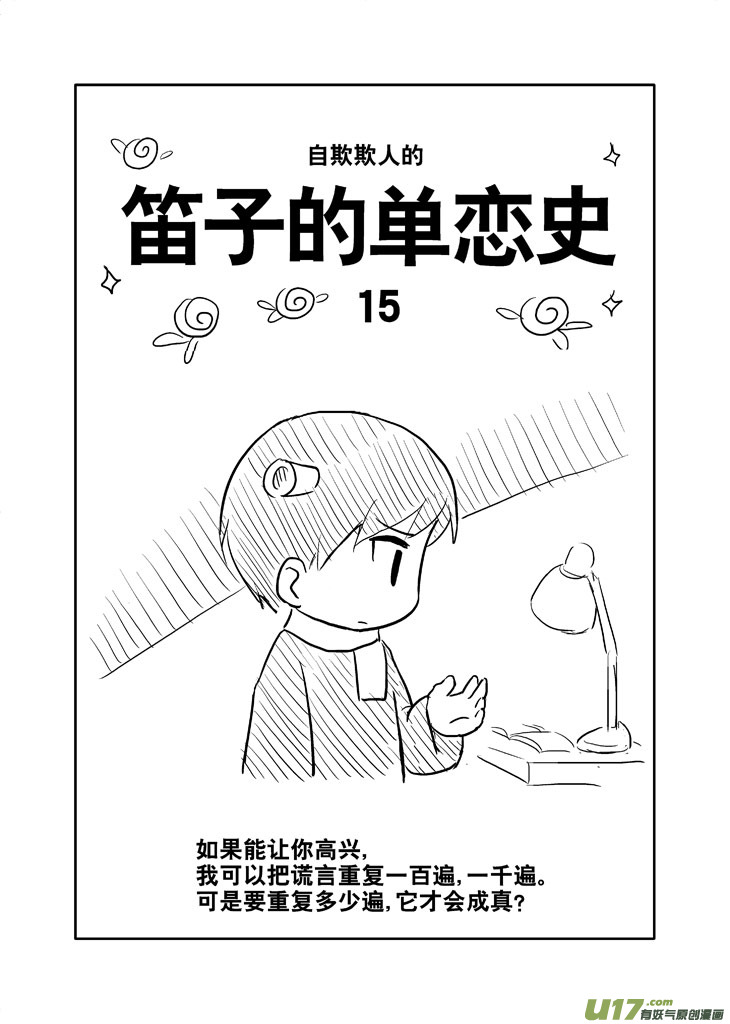 自欺欺人的
笛子的单恋史
15
如果能让你高兴，
我可以把谎言重复一百遍，一千遍。
可是要重复多少遍，它才会成真？
U17.com
有妖气原创漫画